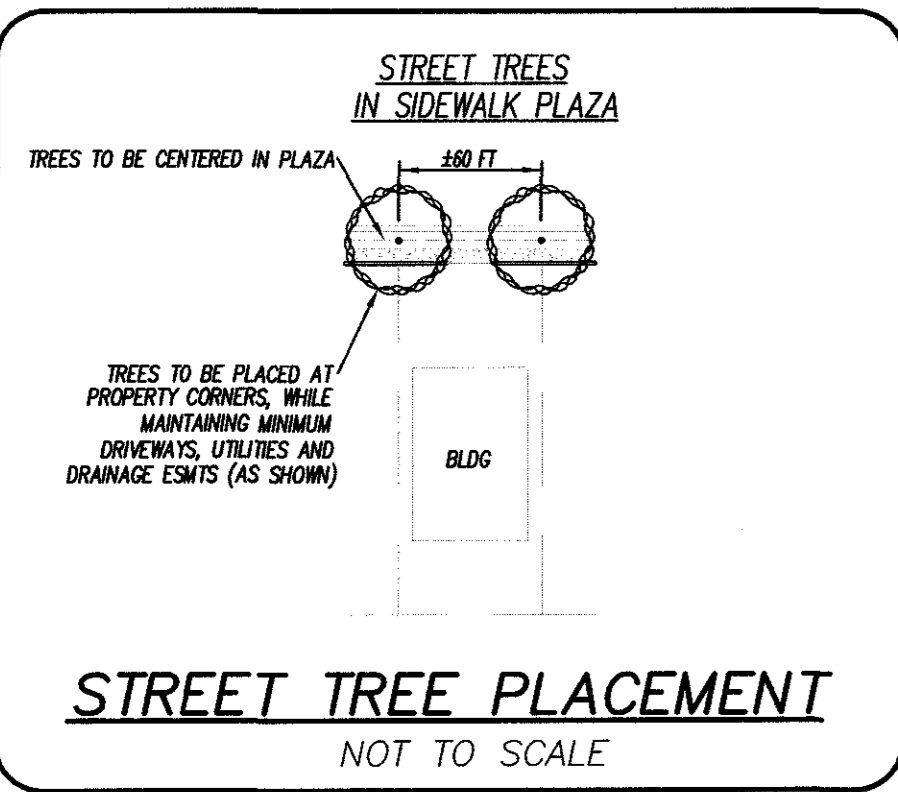 STREET TREES
IN SIDEWALK PLAZA
TREES TO BE CENTERED IN PLAZA
±60 FT
TREES TO BE PLACED AT
PROPERTY CORNERS, WHILE
MAINTAINING MINIMUM
DRIVEWAYS, UTILITIES AND
DRAINAGE ESMTS (AS SHOWN)
BLDG
STREET TREE PLACEMENT
NOT TO SCALE